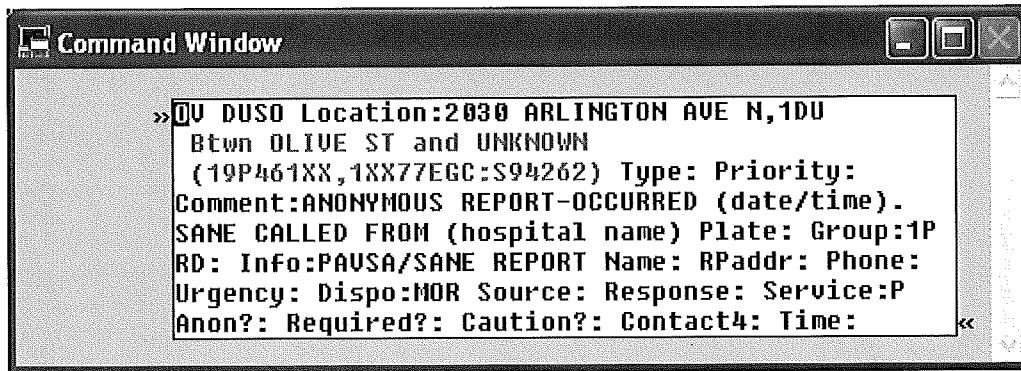 Command Window
»OV DUSO Location:2030 ARLINGTON AVE N,1DU
Btwn OLIVE ST and UNKNOWN
(19P461XX,1XX77EGC:S94262) Type: Priority:
Comment:ANONYMOUS REPORT-OCCURRED (date/time).
SANE CALLED FROM (hospital name) Plate: Group:1P
RD: Info:PAVSA/SANE REPORT Name: RPaddr: Phone:
Urgency: Dispo:MOR Source: Response: Service:P
Anon?: Required?: Caution?: Contact4: Time: «